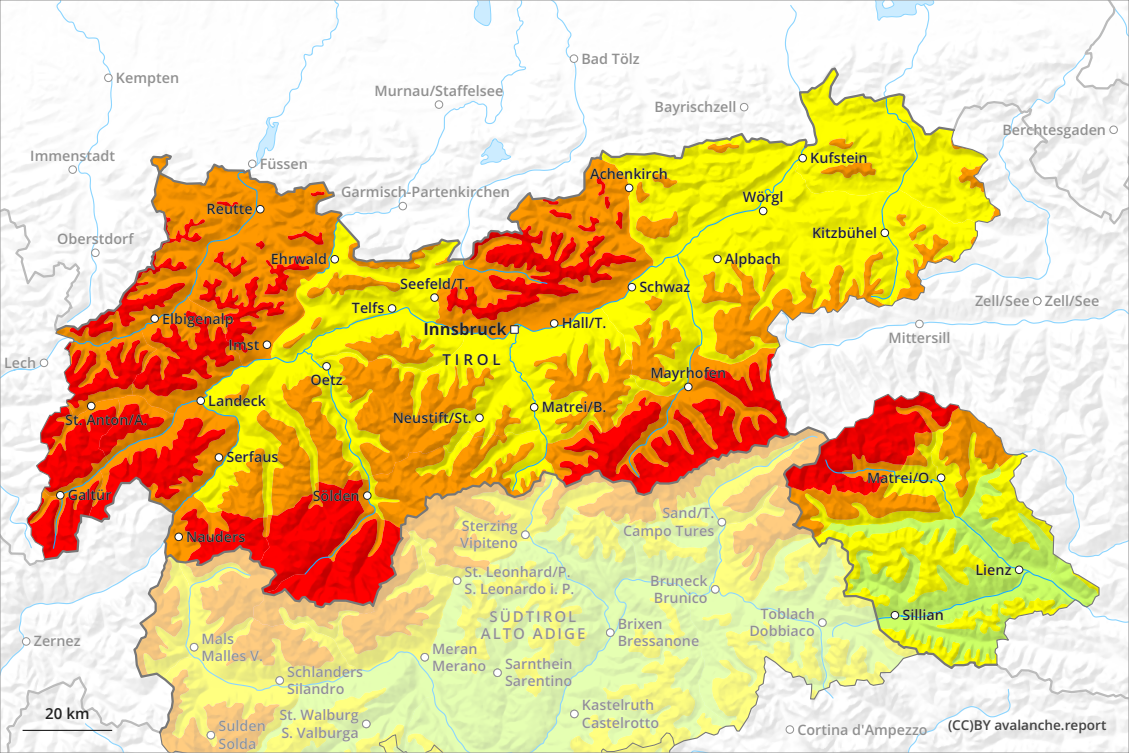 Kempten
Bad Tölz
Murnau/Staffelsee
Bayrischzell
Berchtesgaden
Immenstadt
Füssen
Kufstein
Achenkirch
Garmisch-Partenkirchen
Wörgl
Reutte
Kitzbühel
Oberstdorf
Ehrwald
Alpbach
Seefeld/T.
Schwaz
Zell/See
Zell/See
Telfs
Elbigenalp
Innsbruck
Hall/T.
Mittersill
Imst
TIROL
Lech
Mayrhofen
Oetz
Landeck
Matrei/B.
St. Anton/A.
Neustift/St.
Serfaus
Matrei/O.
Galtür
Sölden
Sand/T.
Campo Tures
Sterzing
Vipiteno
Nauders
St. Leonhard/P.
S. Leonardo i. P.
Lienz
Bruneck
Brunico
SÜDTIROL
ALTO ADIGE
Toblach
Dobbiaco
Sillian
Brixen
Bressanone
Zernez
Mals
Malles V.
Meran
Merano
Sarnthein
Sarentino
Schlanders
Silandro
Kastelruth
Castelrotto
20 km
St. Walburg
S. Valburga
Sulden
Solda
Cortina d'Ampezzo
(CC)BY avalanche.report